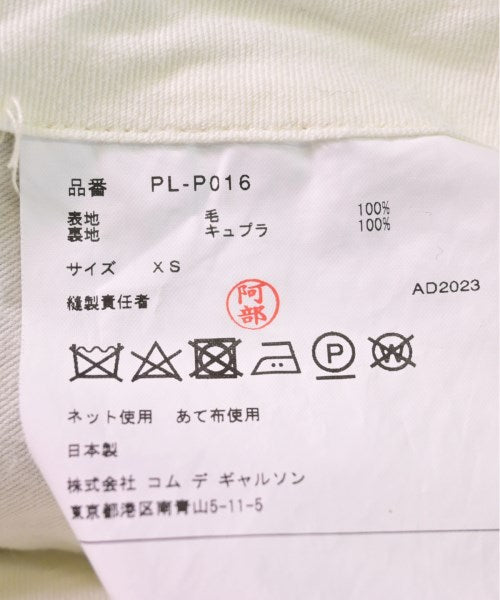 品番 PL-P016
表地 毛 100%
裏地 キュプラ 100%
サイズ XS
縫製責任者 阿部 AD2023
P W
ネット使用 あて布使用
日本製
株式会社 コム デ ギャルソン
東京都港区南青山5-11-5